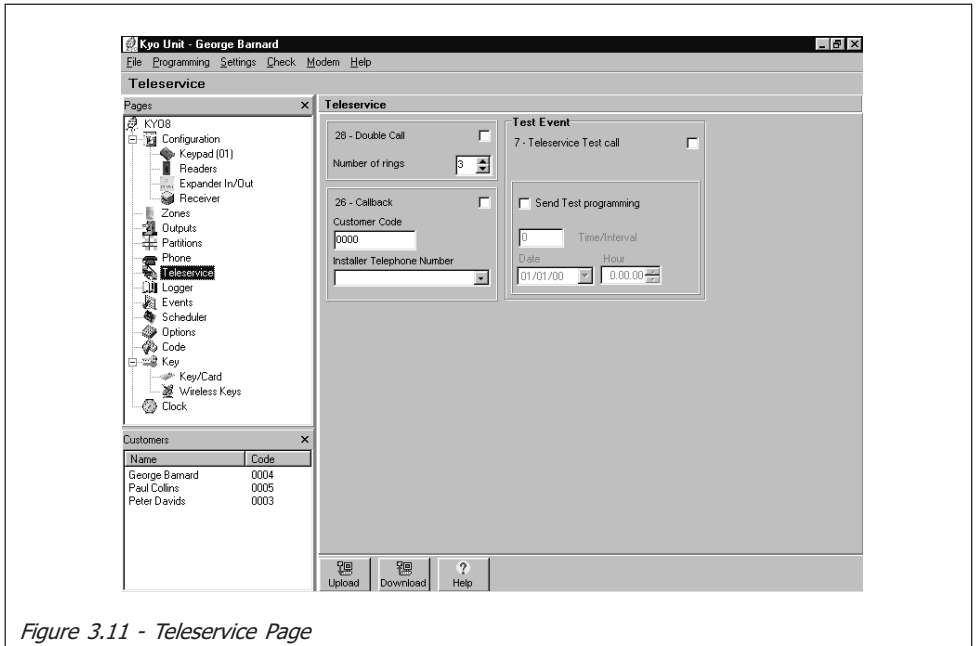 Kyo Unit - George Barnard
File Programming Settings Check Modem Help
Teleservice
Pages
KYO8
Configuration
Keypad (01)
Readers
Expander In/Out
Receiver
Zones
Outputs
Partitions
Phone
Teleservice
Logger
Events
Scheduler
Options
Code
Key
Key/Card
Wireless Keys
Clock
Customers
Name Code
George Barnard 0004
Paul Collins 0005
Peter Davids 0003
Teleservice
28 - Double Call
Number of rings 3
26 - Callback
Customer Code
0000
Installer Telephone Number
Test Event
7 - Teleservice Test call
Send Test programming
0 Time/Interval
Date Hour
01/01/00 0.00.00
Upload Download Help
Figure 3.11 - Teleservice Page